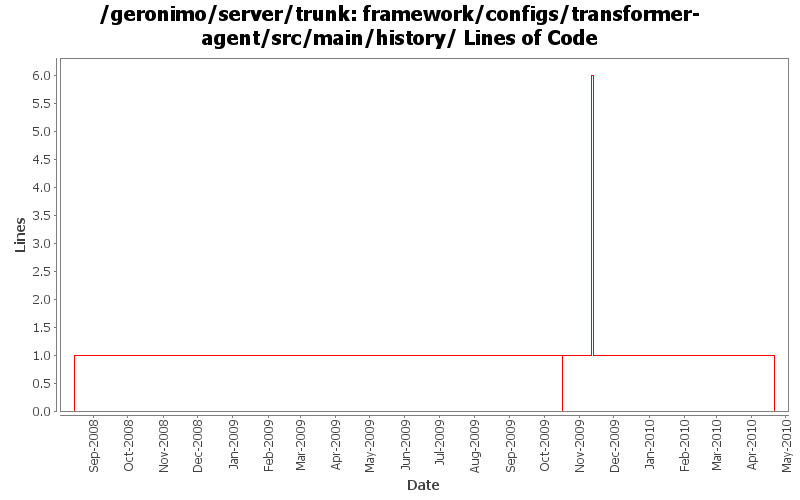 /geronimo/server/trunk: framework/configs/transformer-
agent/src/main/history/ Lines of Code
6.0
5.5
5.0
4.5
4.0
3.5
3.0
2.5
2.0
1.5
1.0
0.5
0.0
Lines
Sep-2008
Oct-2008
Nov-2008
Dec-2008
Jan-2009
Feb-2009
Mar-2009
Apr-2009
May-2009
Jun-2009
Jul-2009
Aug-2009
Sep-2009
Oct-2009
Nov-2009
Dec-2009
Jan-2010
Feb-2010
Mar-2010
Apr-2010
May-2010
Date